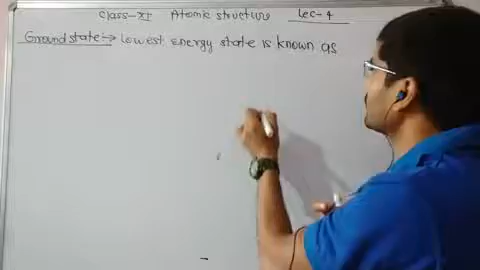 Class-XI Atomic structure Lec-4
Ground state:→ Lowest energy state is known as